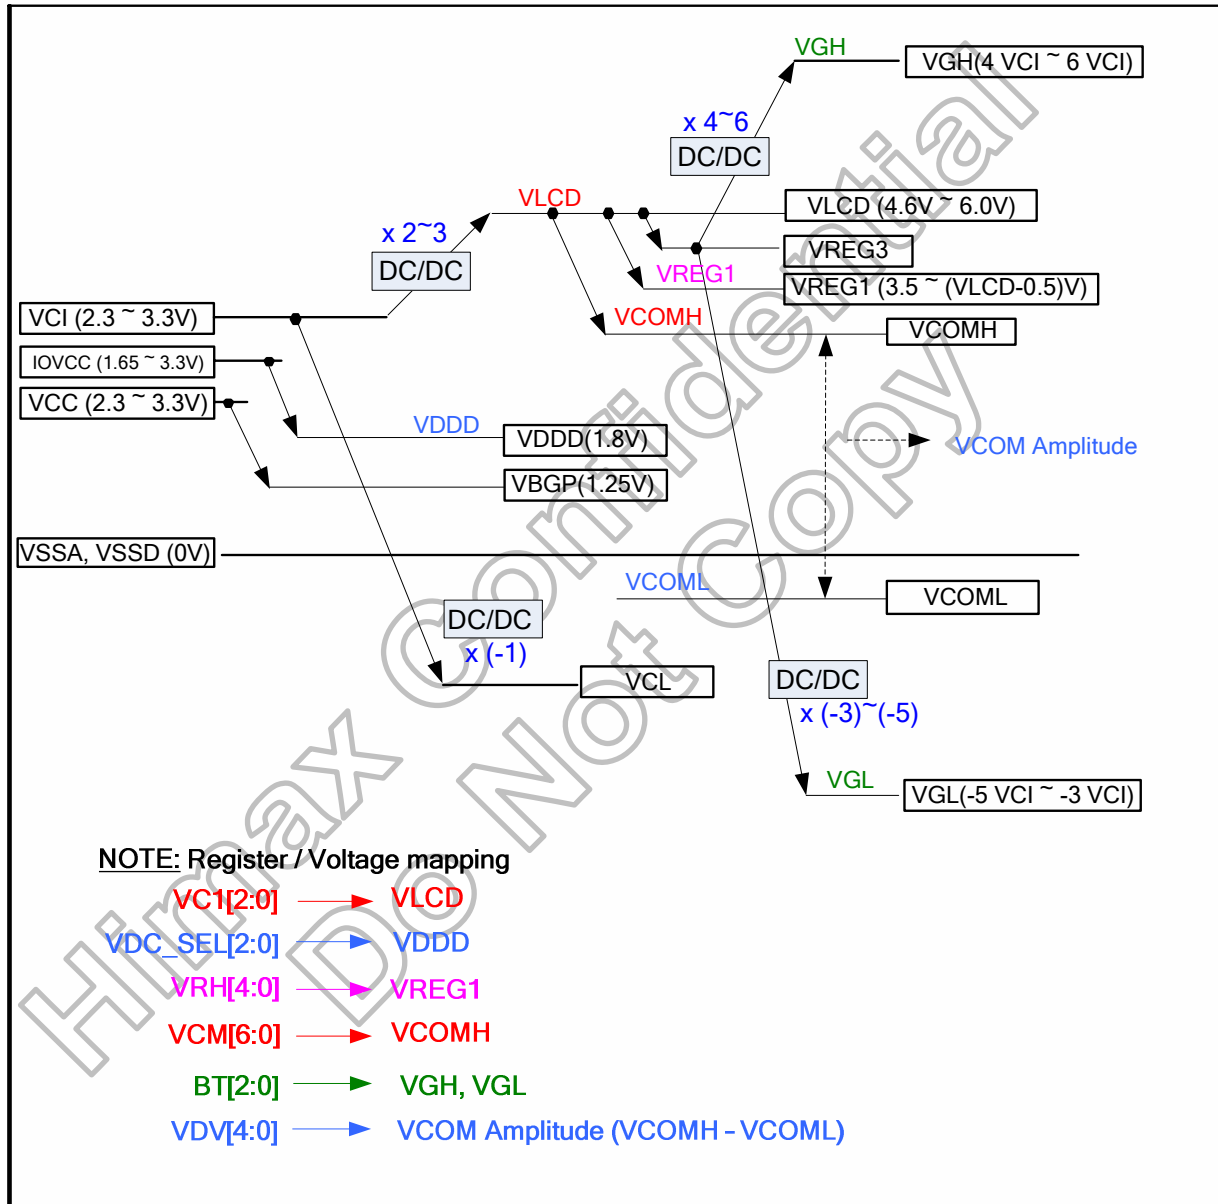 VGH
VGH(4 VCI ~ 6 VCI)
x 4~6
DC/DC
VLCD
VLCD (4.6V ~ 6.0V)
x 2~3
DC/DC
VREG3
VREG1
VREG1 (3.5 ~ (VLCD-0.5)V)
VCI (2.3 ~ 3.3V)
VCOMH
VCOMH
IOVCC (1.65 ~ 3.3V)
VCC (2.3 ~ 3.3V)
VDDD
VDDD(1.8V)
VCOM Amplitude
VBGP(1.25V)
VSSA, VSSD (0V)
VCOML
VCOML
DC/DC
x (-1)
VCL
DC/DC
x (-3)~(-5)
VGL
VGL(-5 VCI ~ -3 VCI)
NOTE: Register / Voltage mapping
VC1[2:0] VLCD
VDC_SEL[2:0] VDDD
VRH[4:0] VREG1
VCM[6:0] VCOMH
BT[2:0] VGH, VGL
VDV[4:0] VCOM Amplitude (VCOMH – VCOML)
Himax Confidential
Do Not Copy